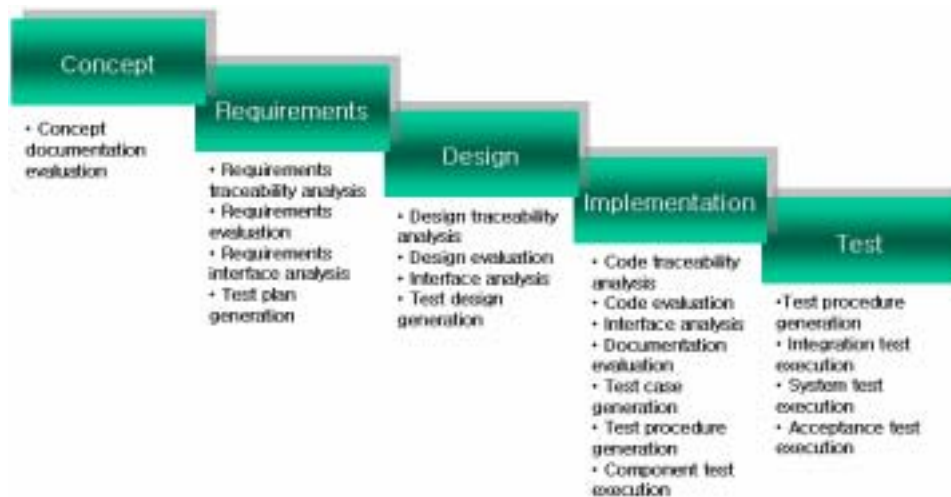 Concept
• Concept
documentation
evaluation
Requirements
• Requirements
traceability analysis
• Requirements
evaluation
• Requirements
interface analysis
• Test plan
generation
Design
• Design traceability
analysis
• Design evaluation
• Interface analysis
• Test design
generation
Implementation
• Code traceability
analysis
• Code evaluation
• Interface analysis
• Documentation
evaluation
• Test case
generation
• Test procedure
generation
• Component test
execution
Test
•Test procedure
generation
• Integration test
execution
• System test
execution
• Acceptance test
execution